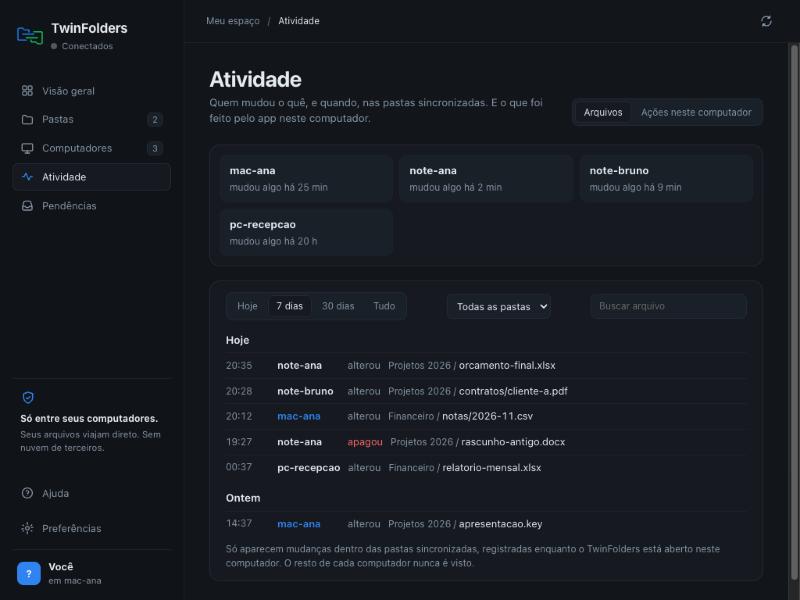 TwinFolders
Conectados
Visão geral
Pastas 2
Computadores 3
Atividade
Pendências
Só entre seus computadores.
Seus arquivos viajam direto. Sem
nuvem de terceiros.
Ajuda
Preferências
?
Você
em mac-ana
Meu espaço / Atividade
Atividade
Quem mudou o quê, e quando, nas pastas sincronizadas. E o que foi
feito pelo app neste computador.
Arquivos Ações neste computador
mac-ana
mudou algo há 25 min
note-ana
mudou algo há 2 min
note-bruno
mudou algo há 9 min
pc-recepcao
mudou algo há 20 h
Hoje 7 dias 30 dias Tudo Todas as pastas Buscar arquivo
Hoje
20:35 note-ana alterou Projetos 2026 / orcamento-final.xlsx
20:28 note-bruno alterou Projetos 2026 / contratos/cliente-a.pdf
20:12 mac-ana alterou Financeiro / notas/2026-11.csv
19:27 note-ana apagou Projetos 2026 / rascunho-antigo.docx
00:37 pc-recepcao alterou Financeiro / relatorio-mensal.xlsx
Ontem
14:37 mac-ana alterou Projetos 2026 / apresentacao.key
Só aparecem mudanças dentro das pastas sincronizadas, registradas enquanto o TwinFolders está aberto neste
computador. O resto de cada computador nunca é visto.